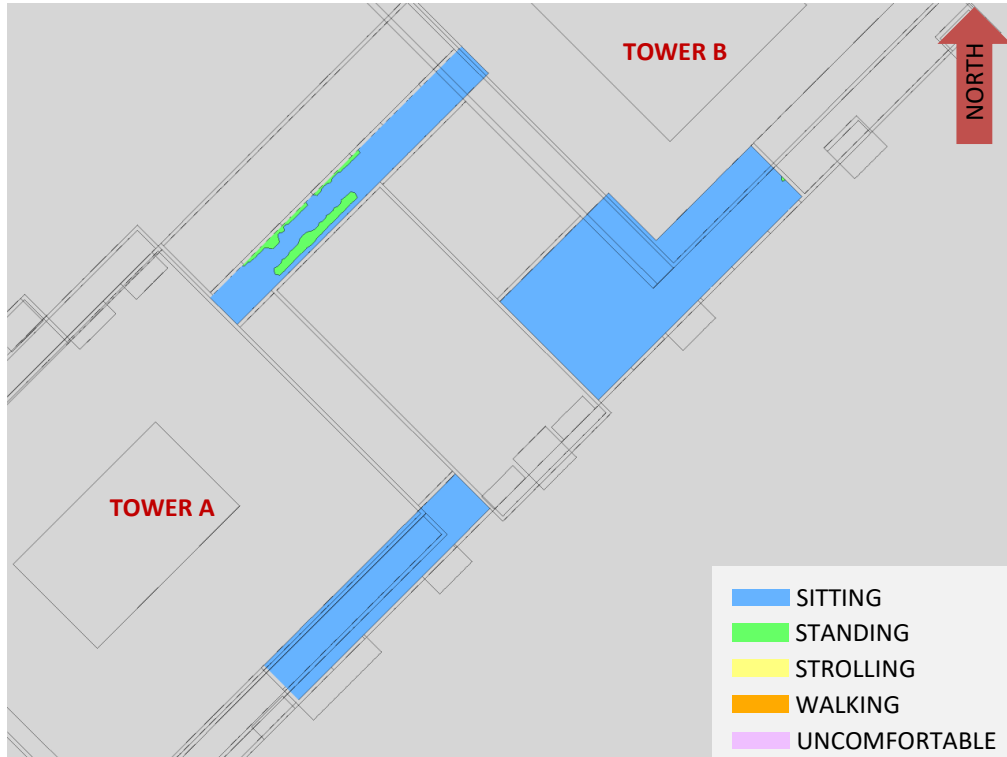 TOWER B
NORTH
TOWER A
SITTING
STANDING
STROLLING
WALKING
UNCOMFORTABLE